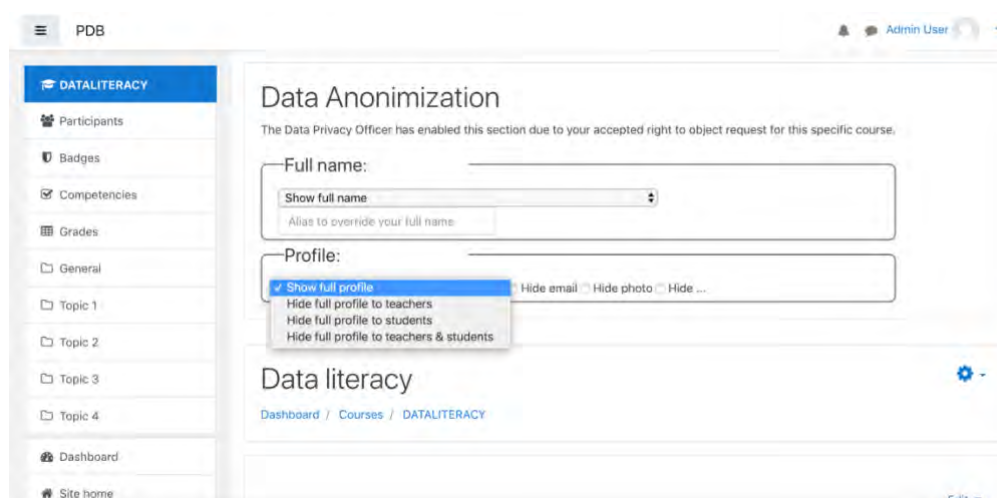 PDB
Admin User
DATALITERACY
Participants
Badges
Competencies
Grades
General
Topic 1
Topic 2
Topic 3
Topic 4
Dashboard
Site home
Data Anonimization
The Data Privacy Officer has enabled this section due to your accepted right to object request for this specific course.
Full name:
Show full name
Alias to override your full name
Profile:
✓ Show full profile
Hide full profile to teachers
Hide full profile to students
Hide full profile to teachers & students
Hide email Hide photo Hide ...
Data literacy
Dashboard / Courses / DATALITERACY